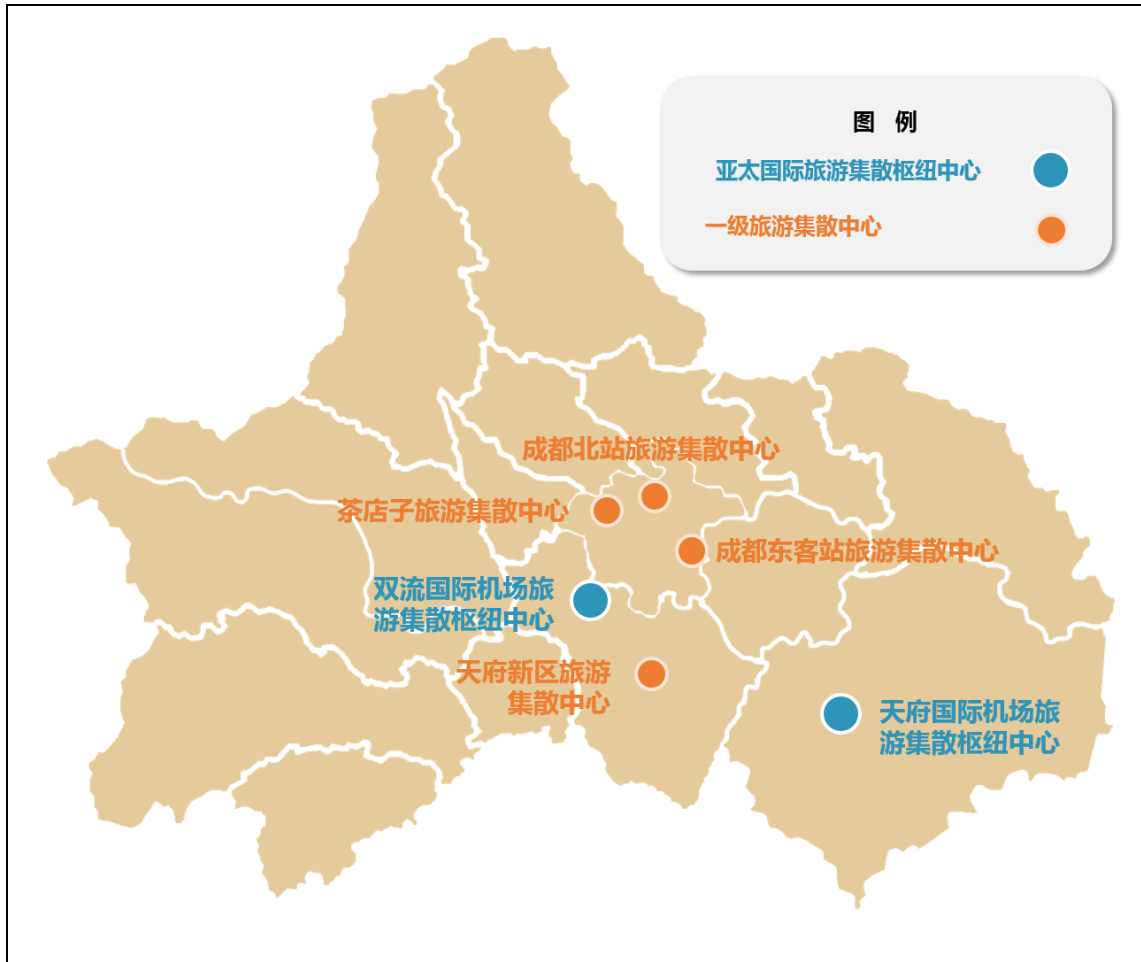 图 例
亚太国际旅游集散枢纽中心
一级旅游集散中心
成都北站旅游集散中心
茶店子旅游集散中心
成都东客站旅游集散中心
双流国际机场旅
游集散枢纽中心
天府新区旅游
集散中心
天府国际机场旅
游集散枢纽中心